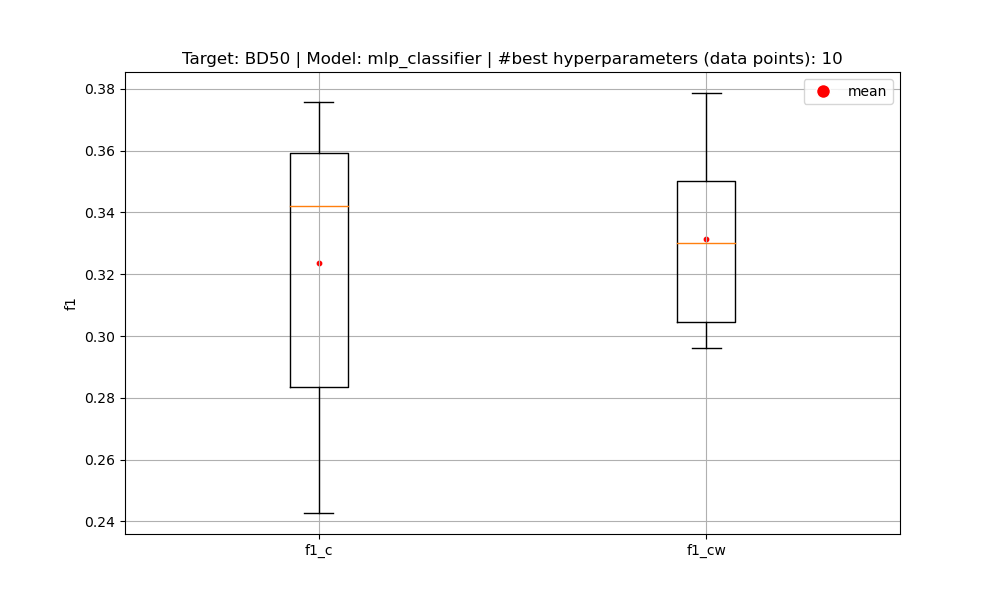 Target: BD50 | Model: mlp_classifier | #best hyperparameters (data points): 10
mean
0.38
0.36
0.34
0.32
0.30
0.28
0.26
0.24
f1
f1_c
f1_cw